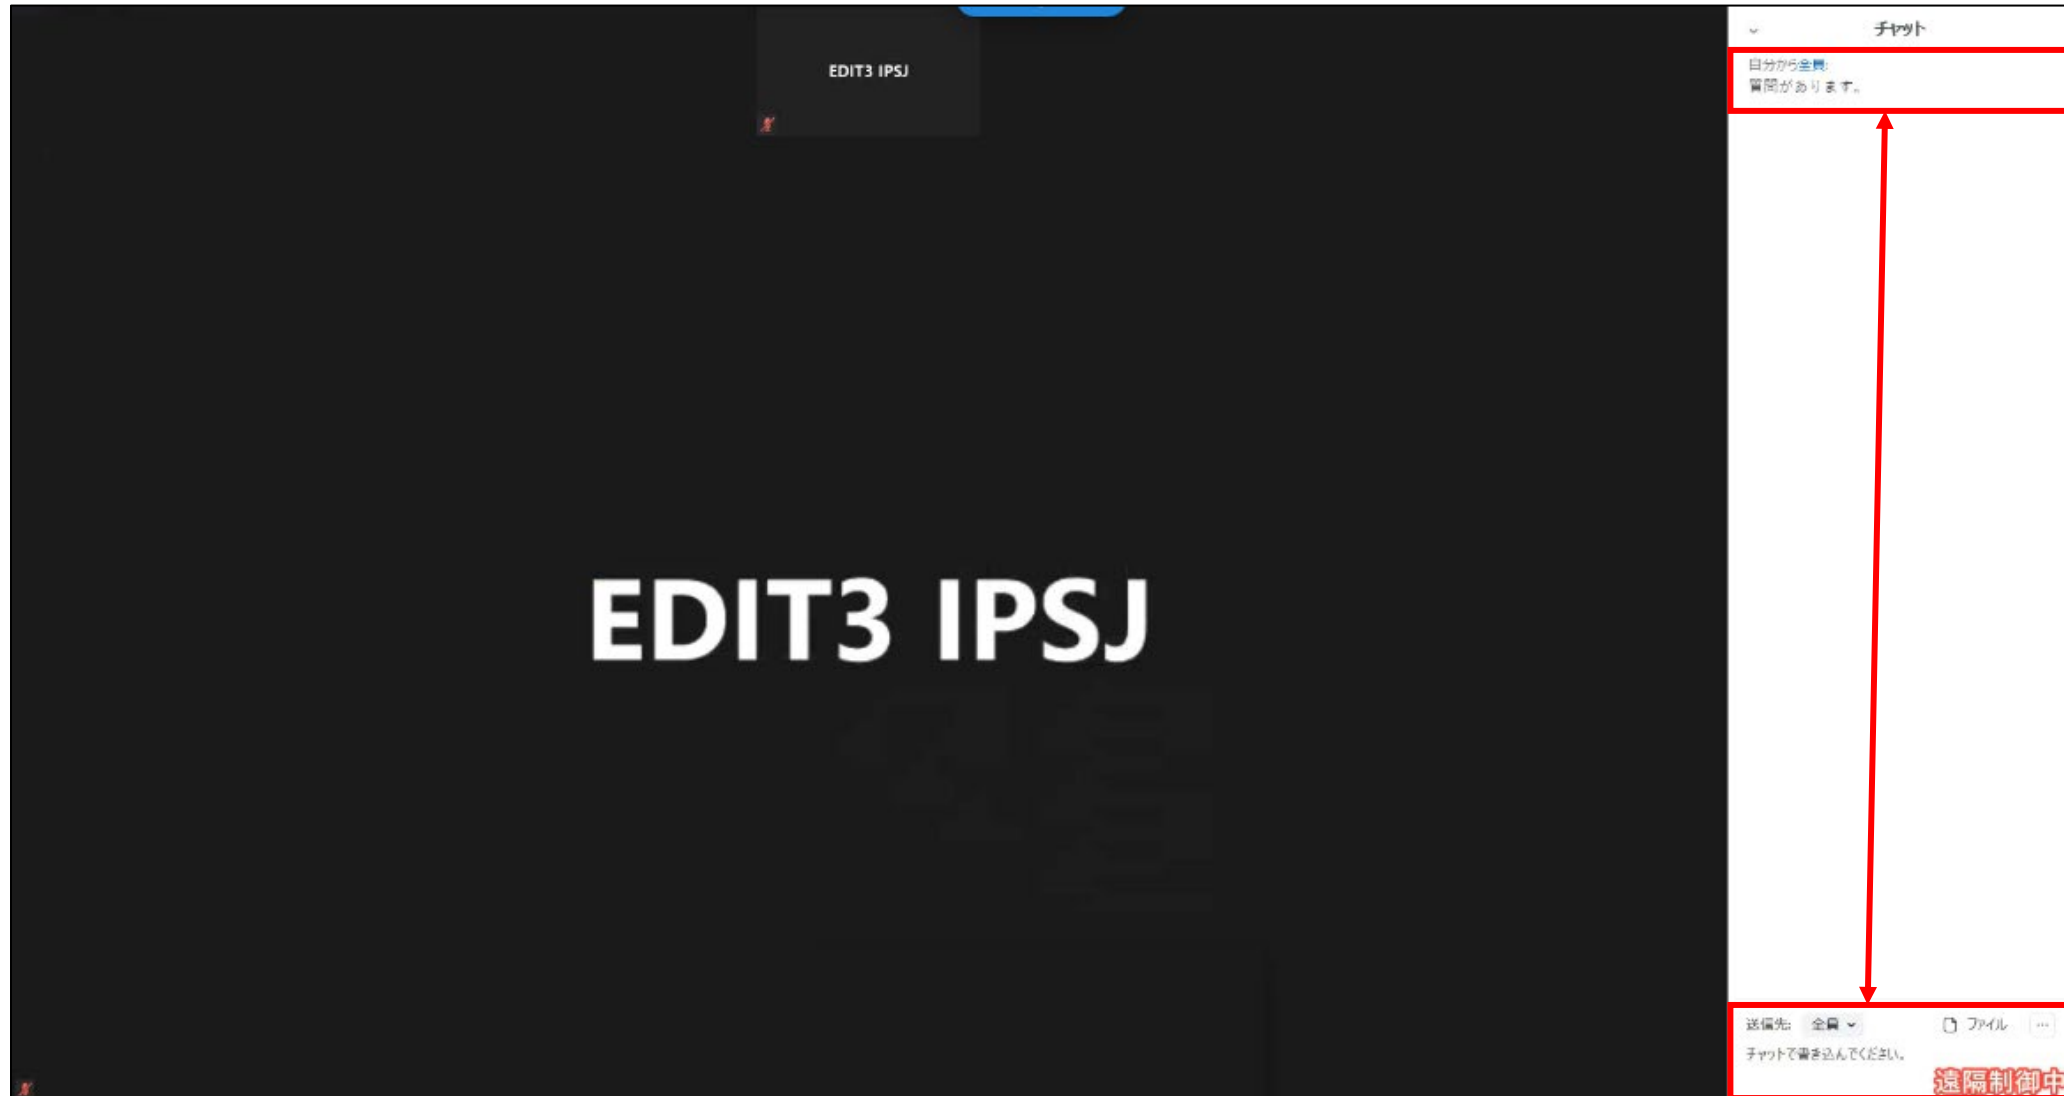 EDIT3 IPSJ
EDIT3 IPSJ
チャット
自分から全員:
質問があります。
送信先: 全員
ファイル ...
チャットで書き込んでください。
遠隔制御中